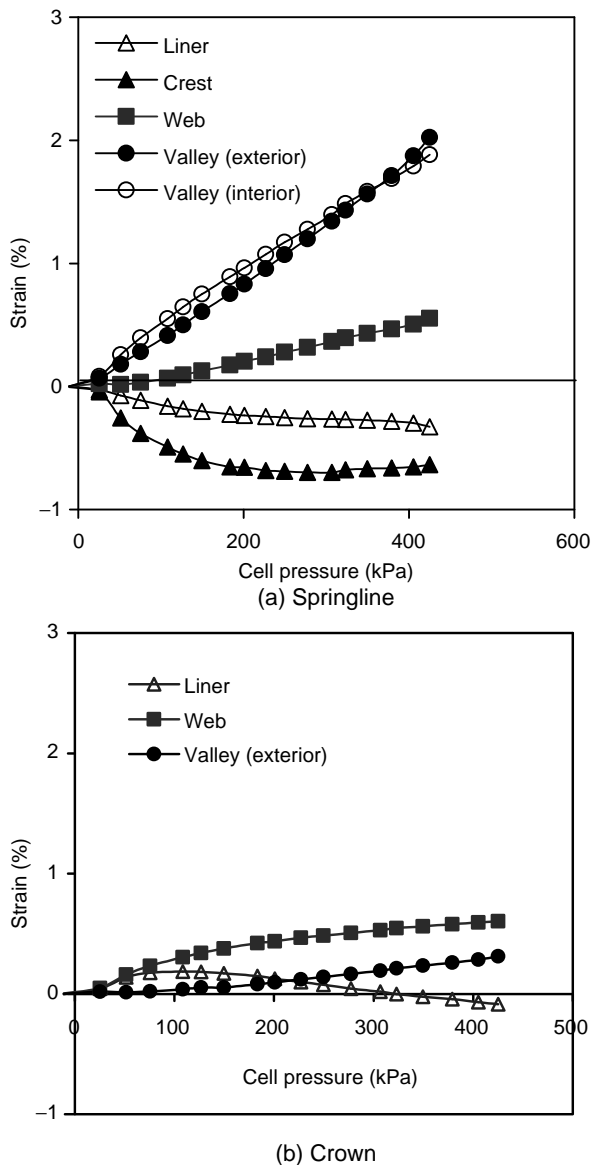 3
2
1
0
−1
Strain (%)
Liner
Crest
Web
Valley (exterior)
Valley (interior)
0 200 400 600
Cell pressure (kPa)
(a) Springline
3
2
1
0
−1
Strain (%)
Liner
Web
Valley (exterior)
0 100 200 300 400 500
Cell pressure (kPa)
(b) Crown